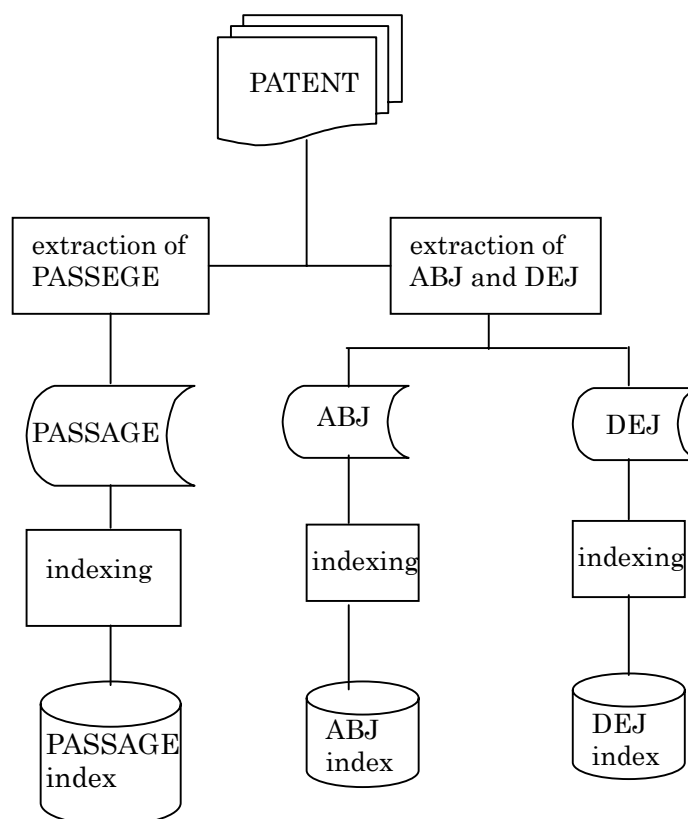 PATENT
extraction of
PASSEGE
extraction of
ABJ and DEJ
PASSAGE
ABJ
DEJ
indexing
indexing
indexing
PASSAGE
index
ABJ
index
DEJ
index